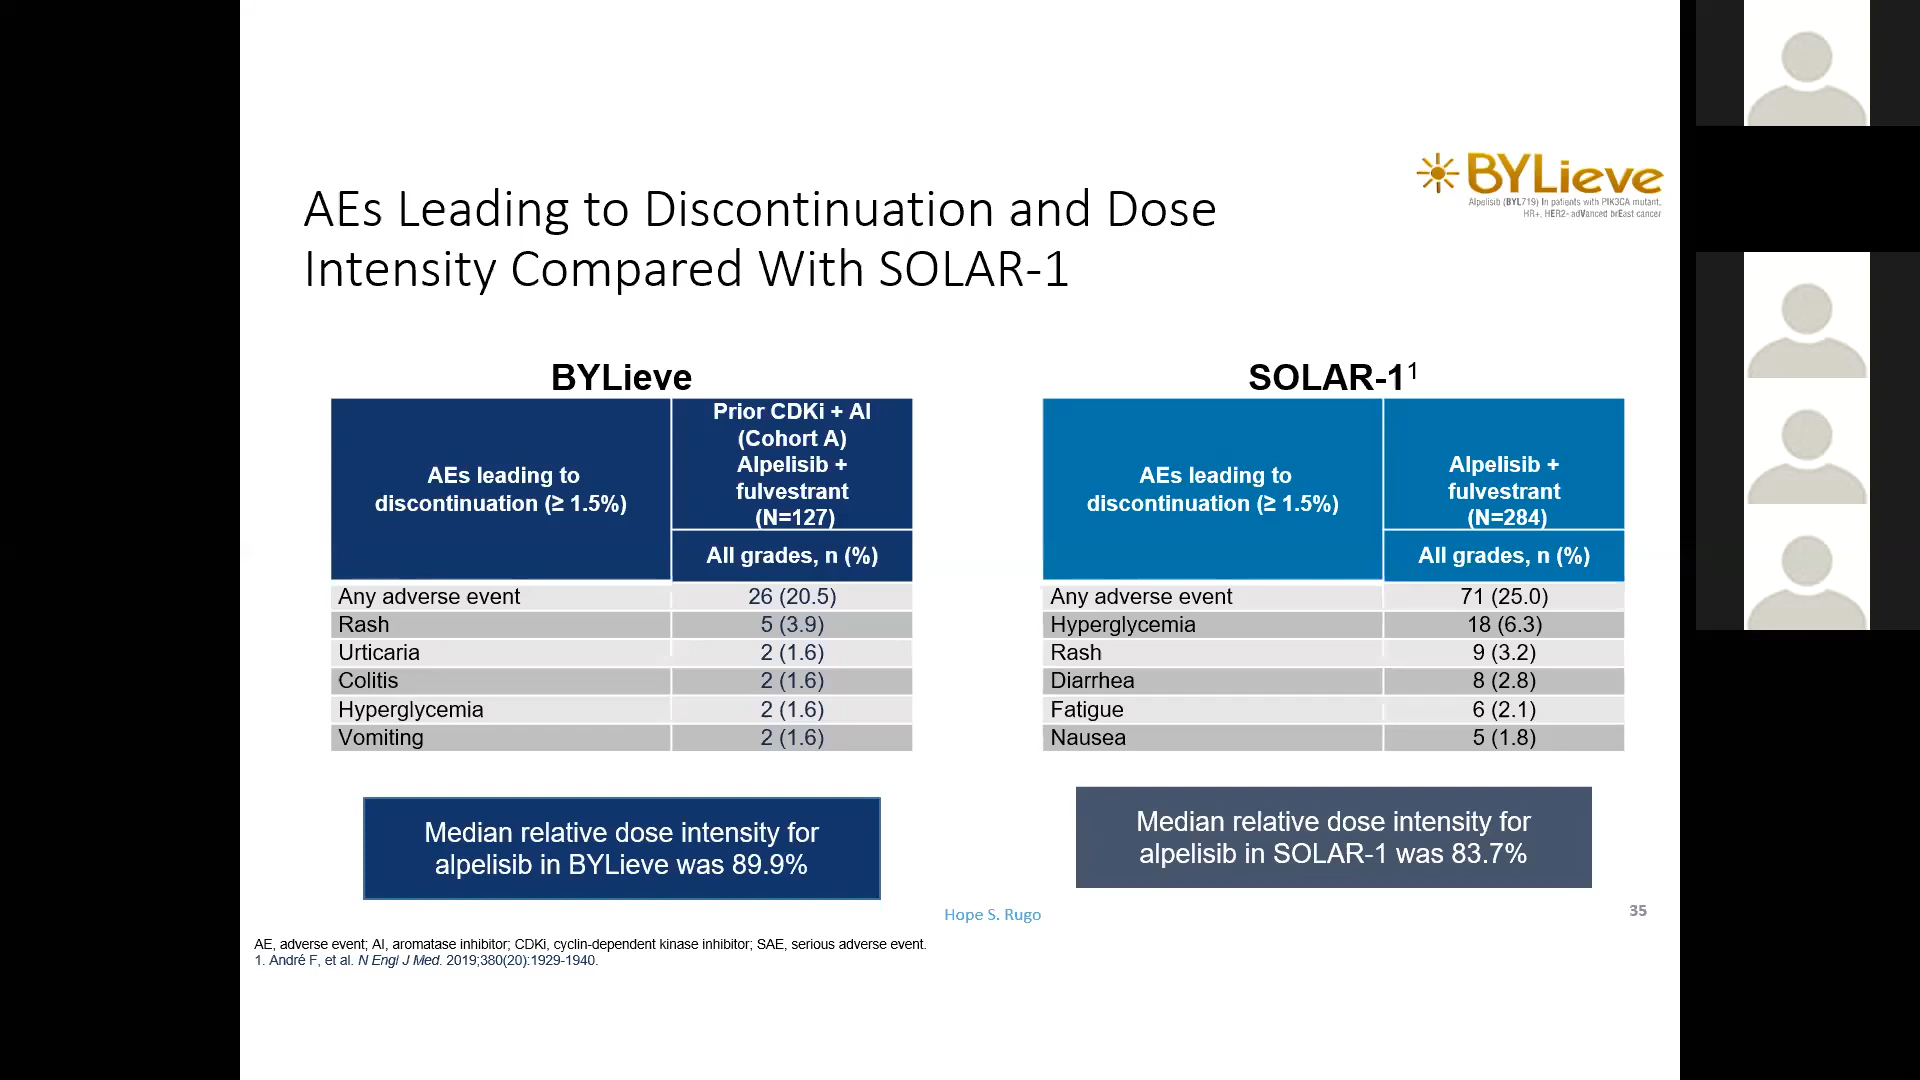 BYLieve
Alpelisib (BYL719) In patients with PIK3CA mutant,
HR+, HER2- adVanced brEast cancer
AEs Leading to Discontinuation and Dose
Intensity Compared With SOLAR-1
BYLieve
AEs leading to
discontinuation (≥ 1.5%)
Prior CDKi + AI
(Cohort A)
Alpelisib +
fulvestrant
(N=127)
All grades, n (%)
Any adverse event 26 (20.5)
Rash 5 (3.9)
Urticaria 2 (1.6)
Colitis 2 (1.6)
Hyperglycemia 2 (1.6)
Vomiting 2 (1.6)
Median relative dose intensity for
alpelisib in BYLieve was 89.9%
SOLAR-1¹
AEs leading to
discontinuation (≥ 1.5%)
Alpelisib +
fulvestrant
(N=284)
All grades, n (%)
Any adverse event 71 (25.0)
Hyperglycemia 18 (6.3)
Rash 9 (3.2)
Diarrhea 8 (2.8)
Fatigue 6 (2.1)
Nausea 5 (1.8)
Median relative dose intensity for
alpelisib in SOLAR-1 was 83.7%
Hope S. Rugo
35
AE, adverse event; AI, aromatase inhibitor; CDKi, cyclin-dependent kinase inhibitor; SAE, serious adverse event.
1. André F, et al. N Engl J Med. 2019;380(20):1929-1940.